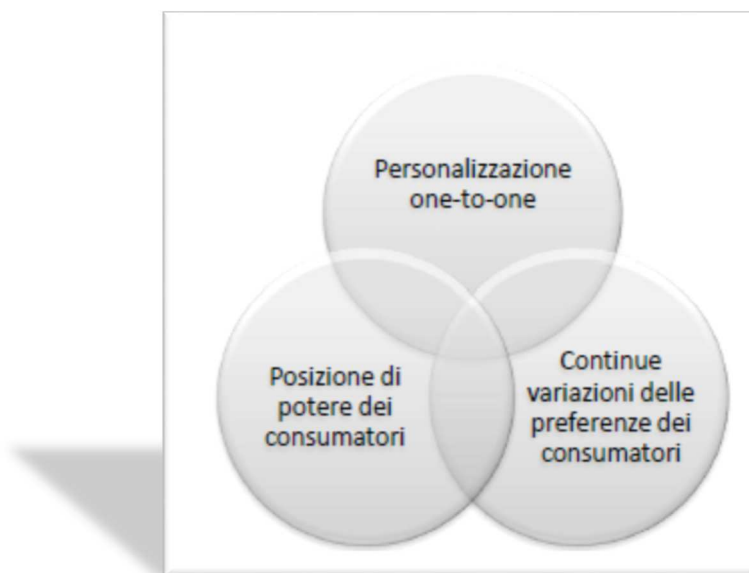 Personalizzazione
one-to-one
Posizione di
potere dei
consumatori
Continue
variazioni delle
preferenze dei
consumatori